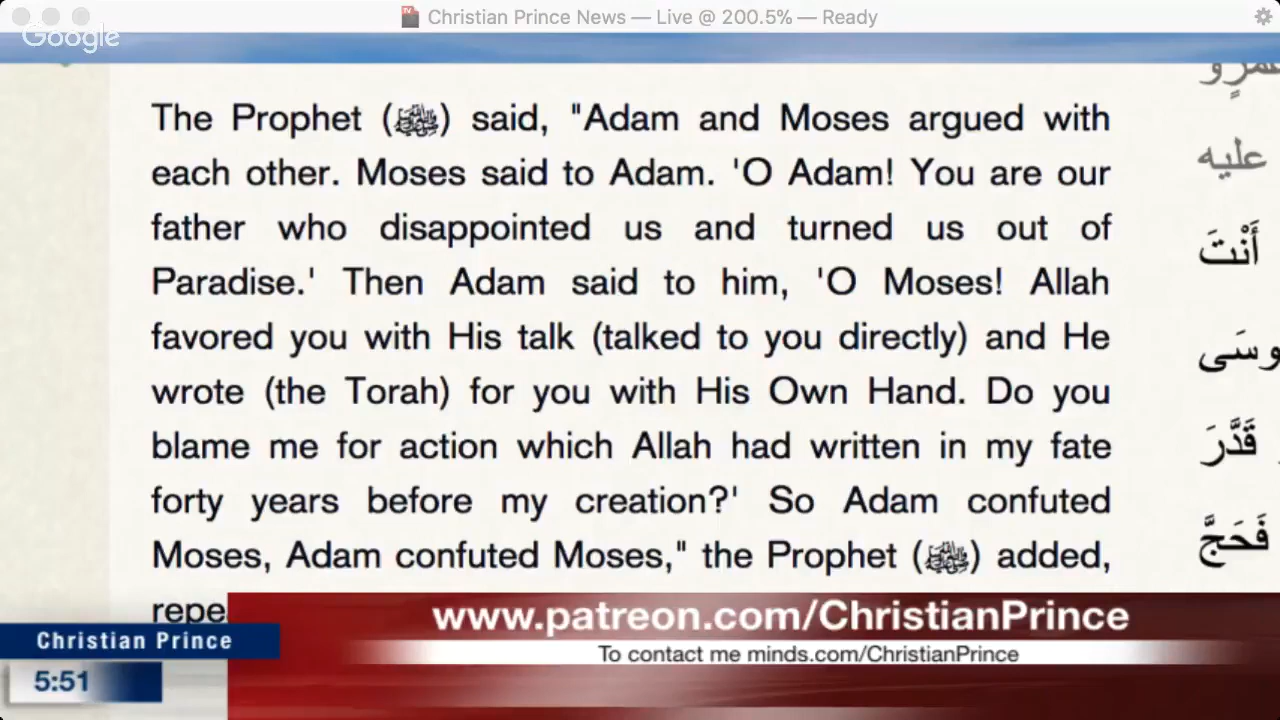 Christian Prince News — Live @ 200.5% — Ready
Google
The Prophet (ﷺ) said, "Adam and Moses argued with
each other. Moses said to Adam. 'O Adam! You are our
father who disappointed us and turned us out of
Paradise.' Then Adam said to him, 'O Moses! Allah
favored you with His talk (talked to you directly) and He
wrote (the Torah) for you with His Own Hand. Do you
blame me for action which Allah had written in my fate
forty years before my creation?' So Adam confuted
Moses, Adam confuted Moses," the Prophet (ﷺ) added,
عليه
أَنْتَ
قَدَّرَ
فَحَجَّ
www.patreon.com/ChristianPrince
Christian Prince
To contact me minds.com/ChristianPrince
5:51